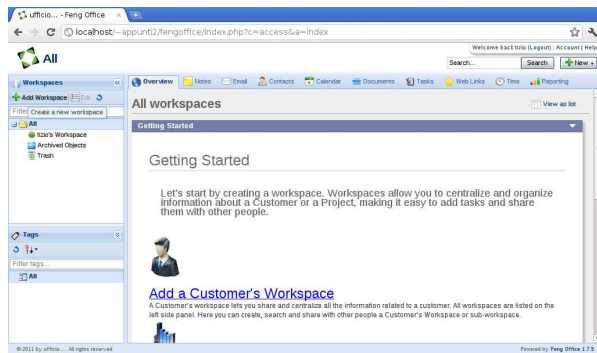 ufficio... - Feng Office
localhost/~appunti2/fengoffice/index.php?c=access&a=index
Welcome back tizio (Logout) : Account | Help
All
Search...
Search
New
Workspaces
Overview
Notes
Email
Contacts
Calendar
Documents
Tasks
Web Links
Time
Reporting
Add Workspace
Edit
Filter
Create a new workspace
All
tizio's Workspace
Archived Objects
Trash
All workspaces
View as list
Getting Started
Getting Started
Let's start by creating a workspace. Workspaces allow you to centralize and organize
information about a Customer or a Project, making it easy to add tasks and share
them with other people.
Add a Customer's Workspace
A Customer's workspace lets you share and centralize all the information related to a customer. All workspaces are listed on the
left side panel. Here you can create, search and share with other people a Customer's Workspace or sub-workspace.
Tags
Filter tags...
All
© 2011 by ufficio.... All rights reserved
Powered by Feng Office 1.7.5